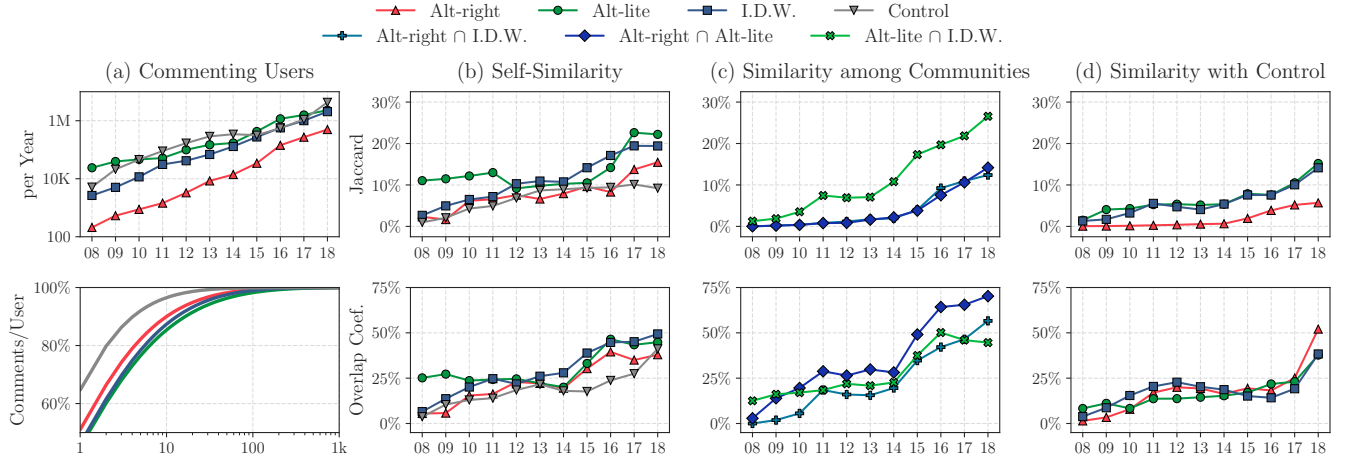 Alt-right Alt-lite I.D.W. Control
Alt-right ∩ I.D.W. Alt-right ∩ Alt-lite Alt-lite ∩ I.D.W.
(a) Commenting Users (b) Self-Similarity (c) Similarity among Communities (d) Similarity with Control
per Year
1M
10K
100
08 09 10 11 12 13 14 15 16 17 18
Jaccard
30%
20%
10%
0%
08 09 10 11 12 13 14 15 16 17 18
30%
20%
10%
0%
08 09 10 11 12 13 14 15 16 17 18
30%
20%
10%
0%
08 09 10 11 12 13 14 15 16 17 18
Comments/User
100%
80%
60%
1 10 100 1k
Overlap Coef.
75%
50%
25%
0%
08 09 10 11 12 13 14 15 16 17 18
75%
50%
25%
0%
08 09 10 11 12 13 14 15 16 17 18
75%
50%
25%
0%
08 09 10 11 12 13 14 15 16 17 18